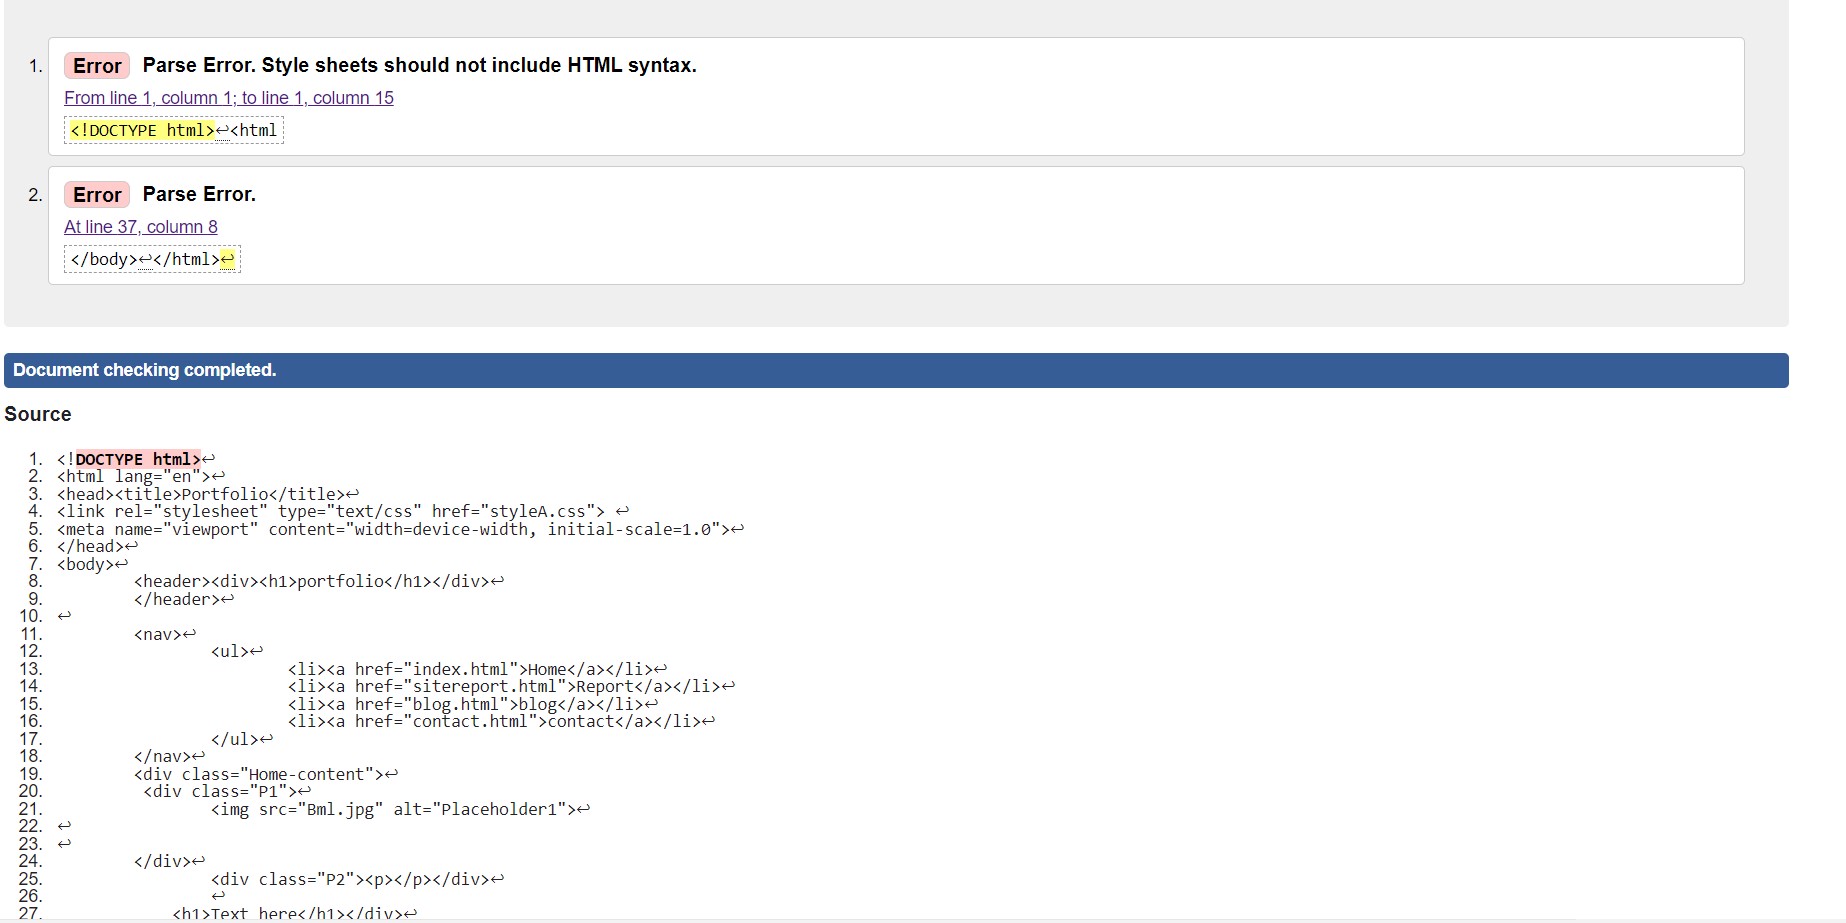 1. Error Parse Error. Style sheets should not include HTML syntax.
From line 1, column 1; to line 1, column 15
<!DOCTYPE html>↩<html
2. Error Parse Error.
At line 37, column 8
</body>↩</html>↩
Document checking completed.
Source
1. <!DOCTYPE html>↩
2. <html lang="en">↩
3. <head><title>Portfolio</title>↩
4. <link rel="stylesheet" type="text/css" href="styleA.css"> ↩
5. <meta name="viewport" content="width=device-width, initial-scale=1.0">↩
6. </head>↩
7. <body>↩
8. <header><div><h1>portfolio</h1></div>↩
9. </header>↩
10. ↩
11. <nav>↩
12. <ul>↩
13. <li><a href="index.html">Home</a></li>↩
14. <li><a href="sitereport.html">Report</a></li>↩
15. <li><a href="blog.html">blog</a></li>↩
16. <li><a href="contact.html">contact</a></li>↩
17. </ul>↩
18. </nav>↩
19. <div class="Home-content">↩
20. <div class="P1">↩
21. <img src="Bml.jpg" alt="Placeholder1">↩
22. ↩
23. ↩
24. </div>↩
25. <div class="P2"><p></p></div>↩
26. ↩
27. <h1>Text here</h1></div>↩